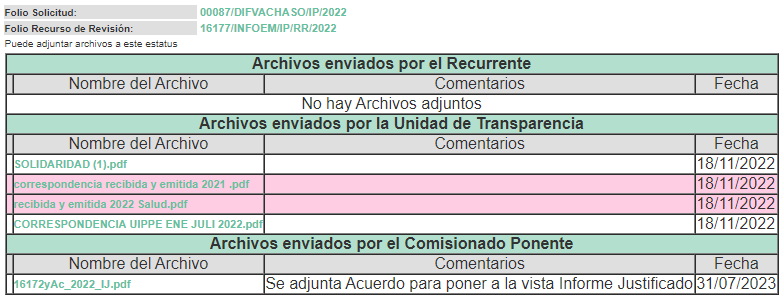 Folio Solicitud: 00087/DIFVACHASO/IP/2022
Folio Recurso de Revisión: 16177/INFOEM/IP/RR/2022
Puede adjuntar archivos a este estatus
Archivos enviados por el Recurrente
Nombre del Archivo Comentarios Fecha
No hay Archivos adjuntos
Archivos enviados por la Unidad de Transparencia
Nombre del Archivo Comentarios Fecha
SOLIDARIDAD (1).pdf 18/11/2022
correspondencia recibida y emitida 2021 .pdf 18/11/2022
recibida y emitida 2022 Salud.pdf 18/11/2022
CORRESPONDENCIA UIPPE ENE JULI 2022.pdf 18/11/2022
Archivos enviados por el Comisionado Ponente
Nombre del Archivo Comentarios Fecha
16172yAc_2022_IJ.pdf Se adjunta Acuerdo para poner a la vista Informe Justificado 31/07/2023